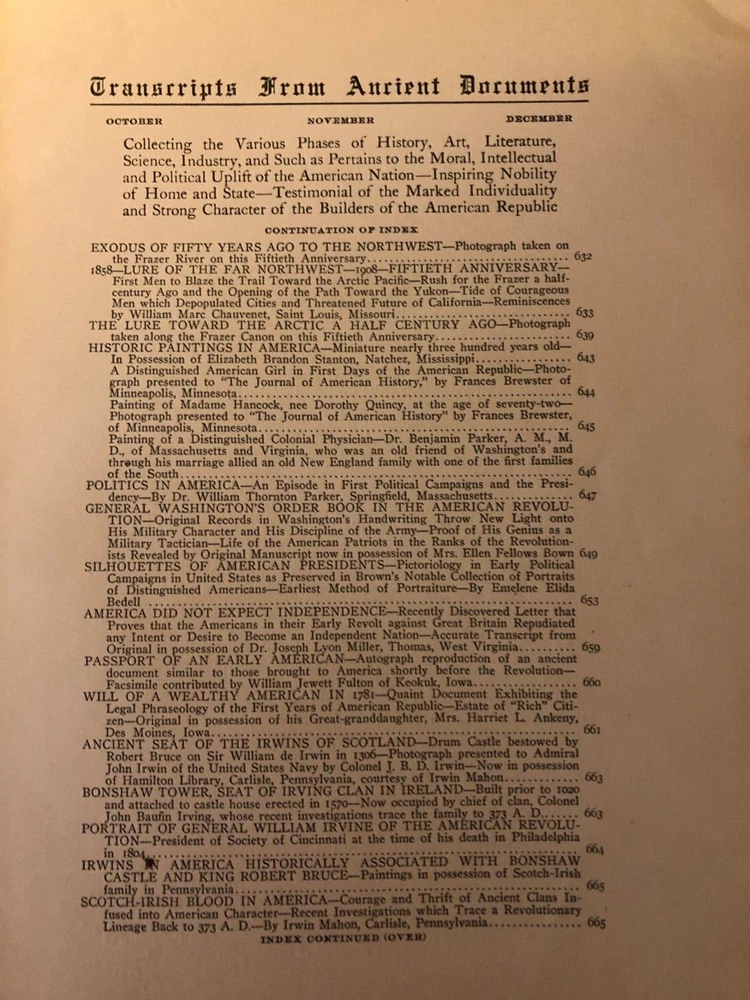 Transcripts From Ancient Documents
OCTOBER NOVEMBER DECEMBER
Collecting the Various Phases of History, Art, Literature,
Science, Industry, and Such as Pertains to the Moral, Intellectual
and Political Uplift of the American Nation—Inspiring Nobility
of Home and State—Testimonial of the Marked Individuality
and Strong Character of the Builders of the American Republic
CONTINUATION OF INDEX
EXODUS OF FIFTY YEARS AGO TO THE NORTHWEST—Photograph taken on
the Frazer River on this Fiftieth Anniversary.................................... 632
1858—LURE OF THE FAR NORTHWEST—1908—FIFTIETH ANNIVERSARY—
First Men to Blaze the Trail Toward the Arctic Pacific—Rush for the Frazer a half-
century Ago and the Opening of the Path Toward the Yukon—Tide of Courageous
Men which Depopulated Cities and Threatened Future of California—Reminiscences
by William Marc Chauvenet, Saint Louis, Missouri............................... 633
THE LURE TOWARD THE ARCTIC A HALF CENTURY AGO—Photograph
taken along the Frazer Canon on this Fiftieth Anniversary........................ 639
HISTORIC PAINTINGS IN AMERICA—Miniature nearly three hundred years old—
In Possession of Elizabeth Brandon Stanton, Natchez, Mississippi................ 643
A Distinguished American Girl in First Days of the American Republic—Photo-
graph presented to "The Journal of American History," by Frances Brewster of
Minneapolis, Minnesota........................................................ 644
Painting of Madame Hancock, nee Dorothy Quincy, at the age of seventy-two—
Photograph presented to "The Journal of American History" by Frances Brewster,
of Minneapolis, Minnesota..................................................... 645
Painting of a Distinguished Colonial Physician—Dr. Benjamin Parker, A. M., M.
D., of Massachusetts and Virginia, who was an old friend of Washington's and
through his marriage allied an old New England family with one of the first families
of the South.................................................................. 646
POLITICS IN AMERICA—An Episode in First Political Campaigns and the Presi-
dency—By Dr. William Thornton Parker, Springfield, Massachusetts............. 647
GENERAL WASHINGTON'S ORDER BOOK IN THE AMERICAN REVOLU-
TION—Original Records in Washington's Handwriting Throw New Light onto
His Military Character and His Discipline of the Army—Proof of His Genius as a
Military Tactician—Life of the American Patriots in the Ranks of the Revolution-
ists Revealed by Original Manuscript now in possession of Mrs. Ellen Fellows Bown 649
SILHOUETTES OF AMERICAN PRESIDENTS—Pictoriology in Early Political
Campaigns in United States as Preserved in Brown's Notable Collection of Portraits
of Distinguished Americans—Earliest Method of Portraiture—By Emelene Elida
Bedell ....................................................................... 653
AMERICA DID NOT EXPECT INDEPENDENCE—Recently Discovered Letter that
Proves that the Americans in their Early Revolt against Great Britain Repudiated
any Intent or Desire to Become an Independent Nation—Accurate Transcript from
Original in possession of Dr. Joseph Lyon Miller, Thomas, West Virginia.......... 659
PASSPORT OF AN EARLY AMERICAN—Autograph reproduction of an ancient
document similar to those brought to America shortly before the Revolution—
Facsimile contributed by William Jewett Fulton of Keokuk, Iowa................. 660
WILL OF A WEALTHY AMERICAN IN 1781—Quaint Document Exhibiting the
Legal Phraseology of the First Years of American Republic—Estate of "Rich" Citi-
zen—Original in possession of his Great-granddaughter, Mrs. Harriet L. Ankeny,
Des Moines, Iowa.............................................................. 661
ANCIENT SEAT OF THE IRWINS OF SCOTLAND—Drum Castle bestowed by
Robert Bruce on Sir William de Irwin in 1306—Photograph presented to Admiral
John Irwin of the United States Navy by Colonel J. B. D. Irwin—Now in possession
of Hamilton Library, Carlisle, Pennsylvania, courtesy of Irwin Mahon............ 663
BONSHAW TOWER, SEAT OF IRVING CLAN IN IRELAND—Built prior to 1020
and attached to castle house erected in 1570—Now occupied by chief of clan, Colonel
John Baufin Irving, whose recent investigations trace the family to 373 A. D....... 663
PORTRAIT OF GENERAL WILLIAM IRVINE OF THE AMERICAN REVOLU-
TION—President of Society of Cincinnati at the time of his death in Philadelphia
in 1804....................................................................... 664
IRWINS IN AMERICA HISTORICALLY ASSOCIATED WITH BONSHAW
CASTLE AND KING ROBERT BRUCE—Paintings in possession of Scotch-Irish
family in Pennsylvania........................................................ 665
SCOTCH-IRISH BLOOD IN AMERICA—Courage and Thrift of Ancient Clans In-
fused into American Character—Recent Investigations which Trace a Revolutionary
Lineage Back to 373 A. D.—By Irwin Mahon, Carlisle, Pennsylvania............... 665
INDEX CONTINUED (OVER)